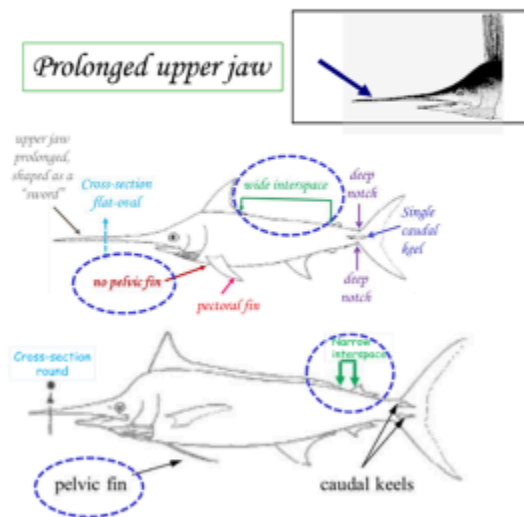 Prolonged upper jaw
upper jaw
prolonged,
shaped as a
"sword"
Cross-section
flat-oval
wide interspace
deep
notch
Single
caudal
keel
no pelvic fin
pectoral fin
deep
notch
Cross-section
round
Narrow
interspace
pelvic fin
caudal keels